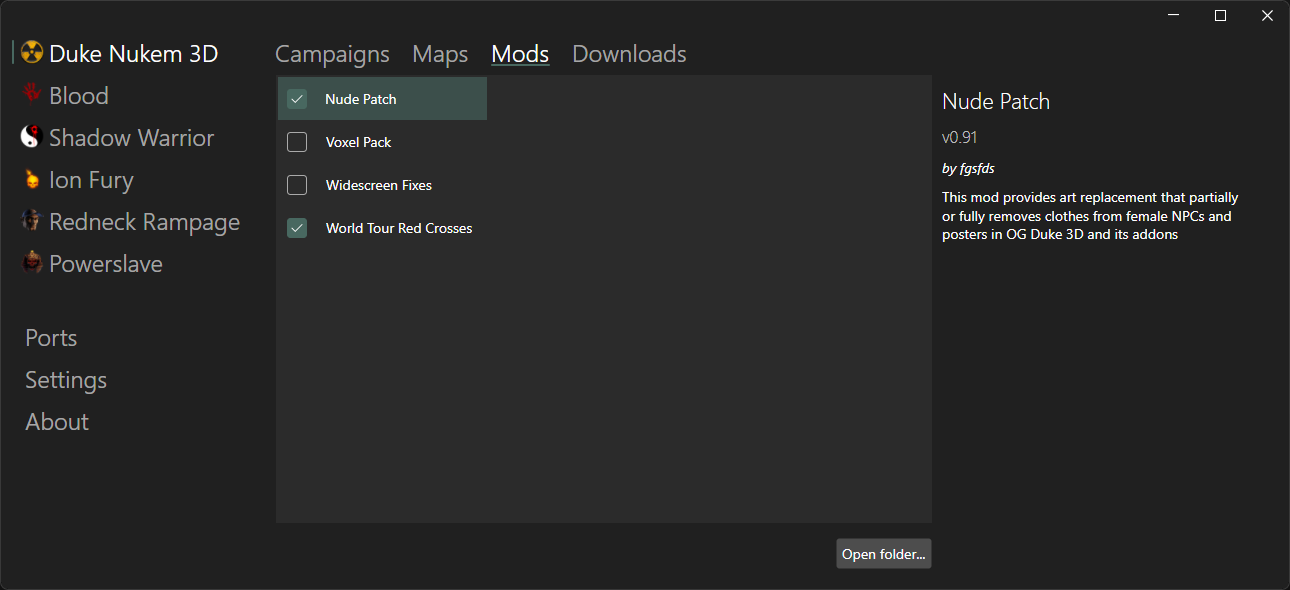 Duke Nukem 3D
Blood
Shadow Warrior
Ion Fury
Redneck Rampage
Powerslave
Ports
Settings
About
Campaigns Maps Mods Downloads
Nude Patch
Voxel Pack
Widescreen Fixes
World Tour Red Crosses
Open folder...
Nude Patch
v0.91
by fgsfds
This mod provides art replacement that partially
or fully removes clothes from female NPCs and
posters in OG Duke 3D and its addons